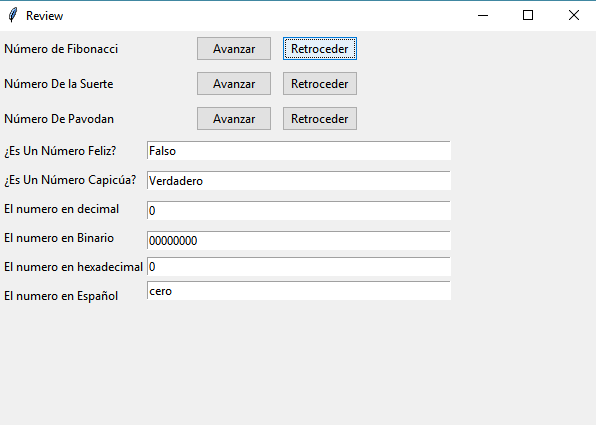 Review
Número de Fibonacci Avanzar Retroceder
Número De la Suerte Avanzar Retroceder
Número De Pavodan Avanzar Retroceder
¿Es Un Número Feliz? Falso
¿Es Un Número Capicúa? Verdadero
El numero en decimal 0
El numero en Binario 00000000
El numero en hexadecimal 0
El numero en Español cero